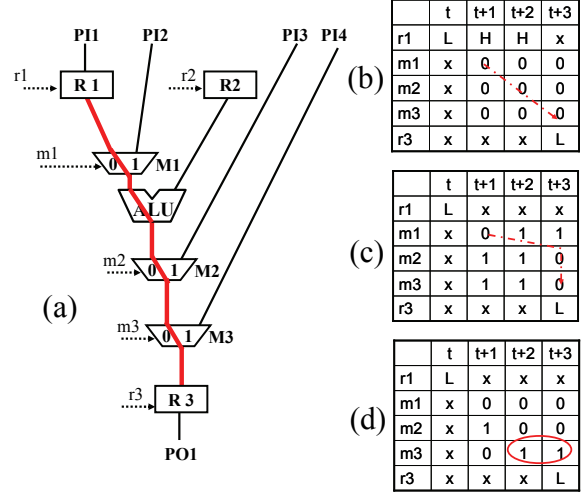 PI1 PI2 PI3 PI4
r1 R 1 r2 R2
m1 0 1 M1
ALU
m2 0 1 M2
(a)
m3 0 1 M3
r3 R 3
PO1
(b)
t t+1 t+2 t+3
r1 L H H x
m1 x 0 0 0
m2 x 0 0 0
m3 x 0 0 0
r3 x x x L
(c)
t t+1 t+2 t+3
r1 L x x x
m1 x 0 1 1
m2 x 1 1 0
m3 x 1 1 0
r3 x x x L
(d)
t t+1 t+2 t+3
r1 L x x x
m1 x 0 0 0
m2 x 1 0 0
m3 x 0 1 1
r3 x x x L